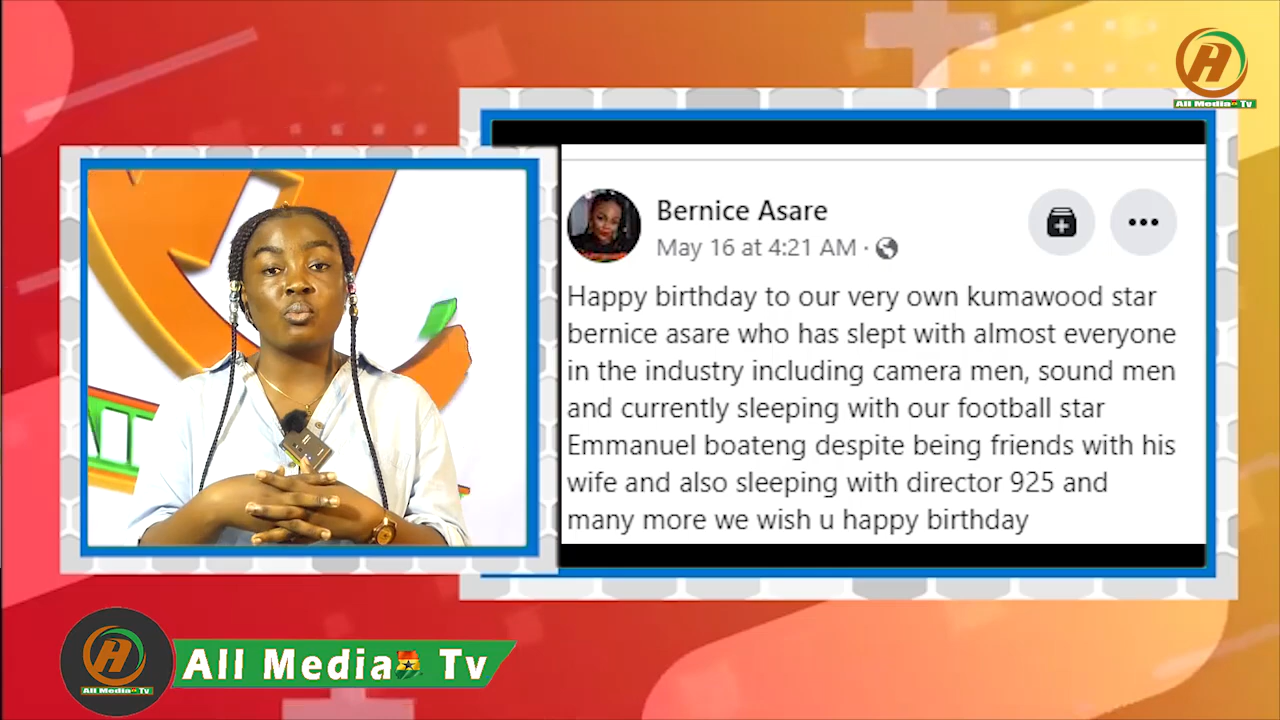 All Media Tv
Bernice Asare
May 16 at 4:21 AM ·
Happy birthday to our very own kumawood star
bernice asare who has slept with almost everyone
in the industry including camera men, sound men
and currently sleeping with our football star
Emmanuel boateng despite being friends with his
wife and also sleeping with director 925 and
many more we wish u happy birthday
All Media Tv
All Media Tv